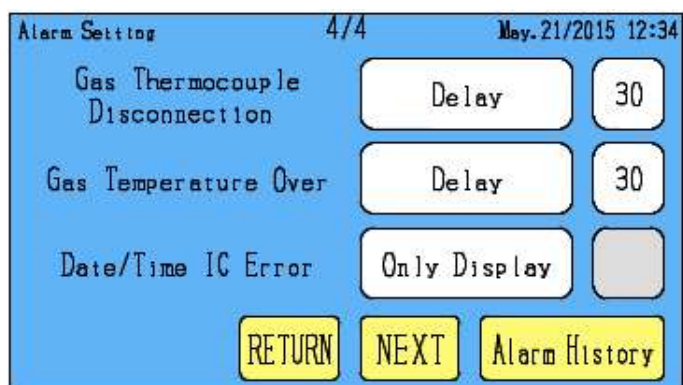 Alarm Setting 4/4 May.21/2015 12:34
Gas Thermocouple
Disconnection
Delay 30
Gas Temperature Over Delay 30
Date/Time IC Error Only Display
RETURN NEXT Alarm History